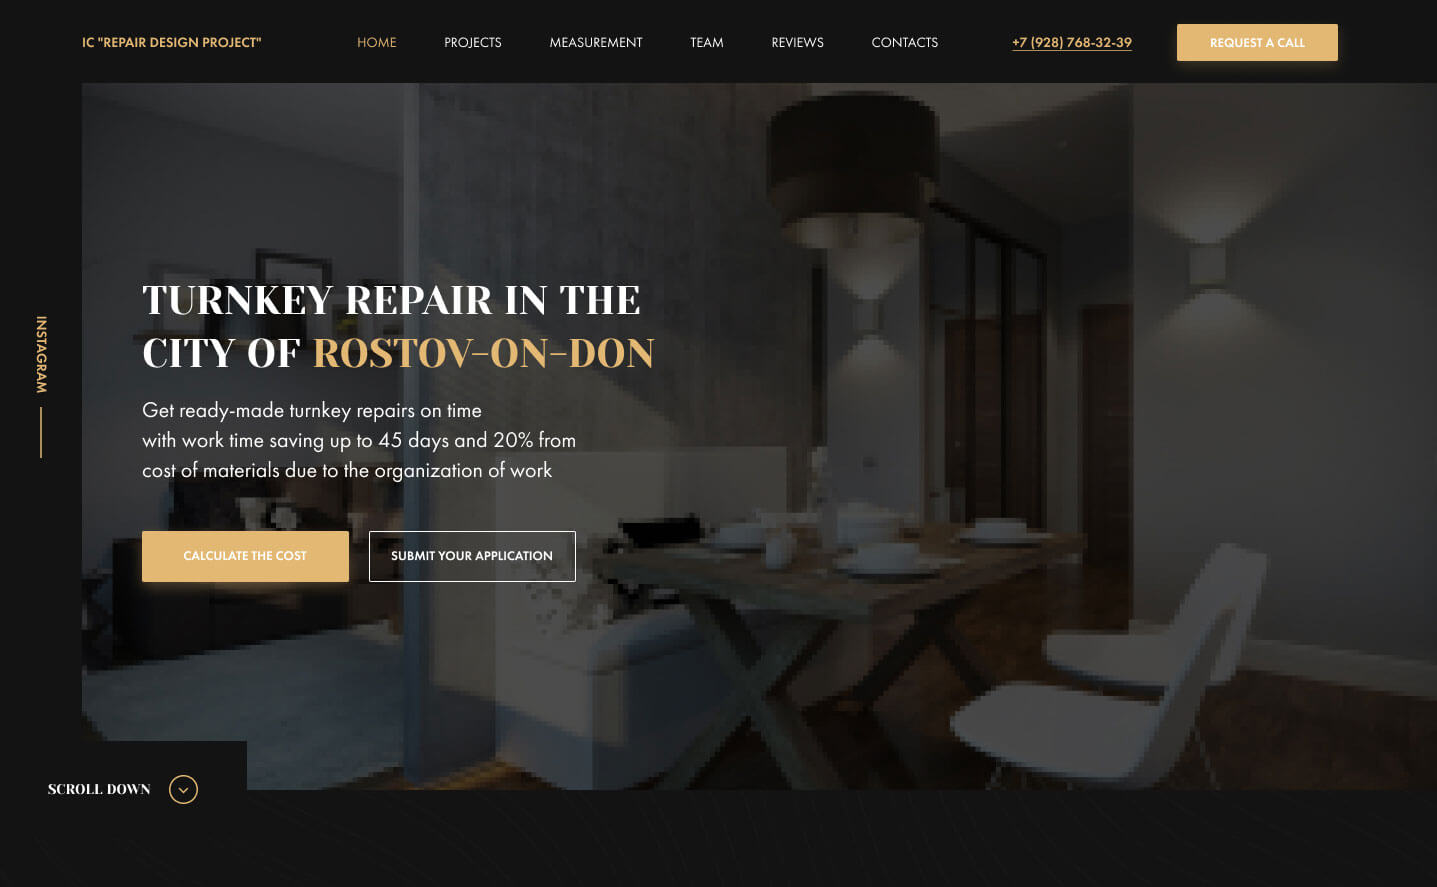 IC "REPAIR DESIGN PROJECT"
HOME
PROJECTS
MEASUREMENT
TEAM
REVIEWS
CONTACTS
+7 (928) 768-32-39
REQUEST A CALL
INSTAGRAM
TURNKEY REPAIR IN THE
CITY OF ROSTOV-ON-DON
Get ready-made turnkey repairs on time
with work time saving up to 45 days and 20% from
cost of materials due to the organization of work
CALCULATE THE COST
SUBMIT YOUR APPLICATION
SCROLL DOWN